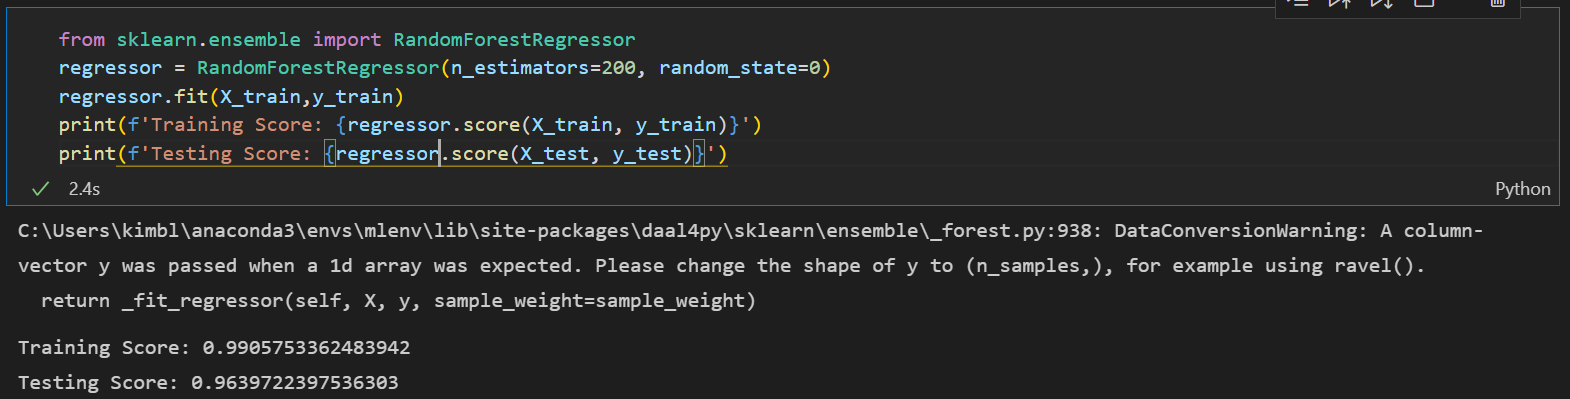 from sklearn.ensemble import RandomForestRegressor
regressor = RandomForestRegressor(n_estimators=200, random_state=0)
regressor.fit(X_train,y_train)
print(f'Training Score: {regressor.score(X_train, y_train)}')
print(f'Testing Score: {regressor.score(X_test, y_test)}')
2.4s Python
C:\Users\kimbl\anaconda3\envs\mlenv\lib\site-packages\daal4py\sklearn\ensemble\_forest.py:938: DataConversionWarning: A column-
vector y was passed when a 1d array was expected. Please change the shape of y to (n_samples,), for example using ravel().
  return _fit_regressor(self, X, y, sample_weight=sample_weight)
Training Score: 0.9905753362483942
Testing Score: 0.9639722397536303